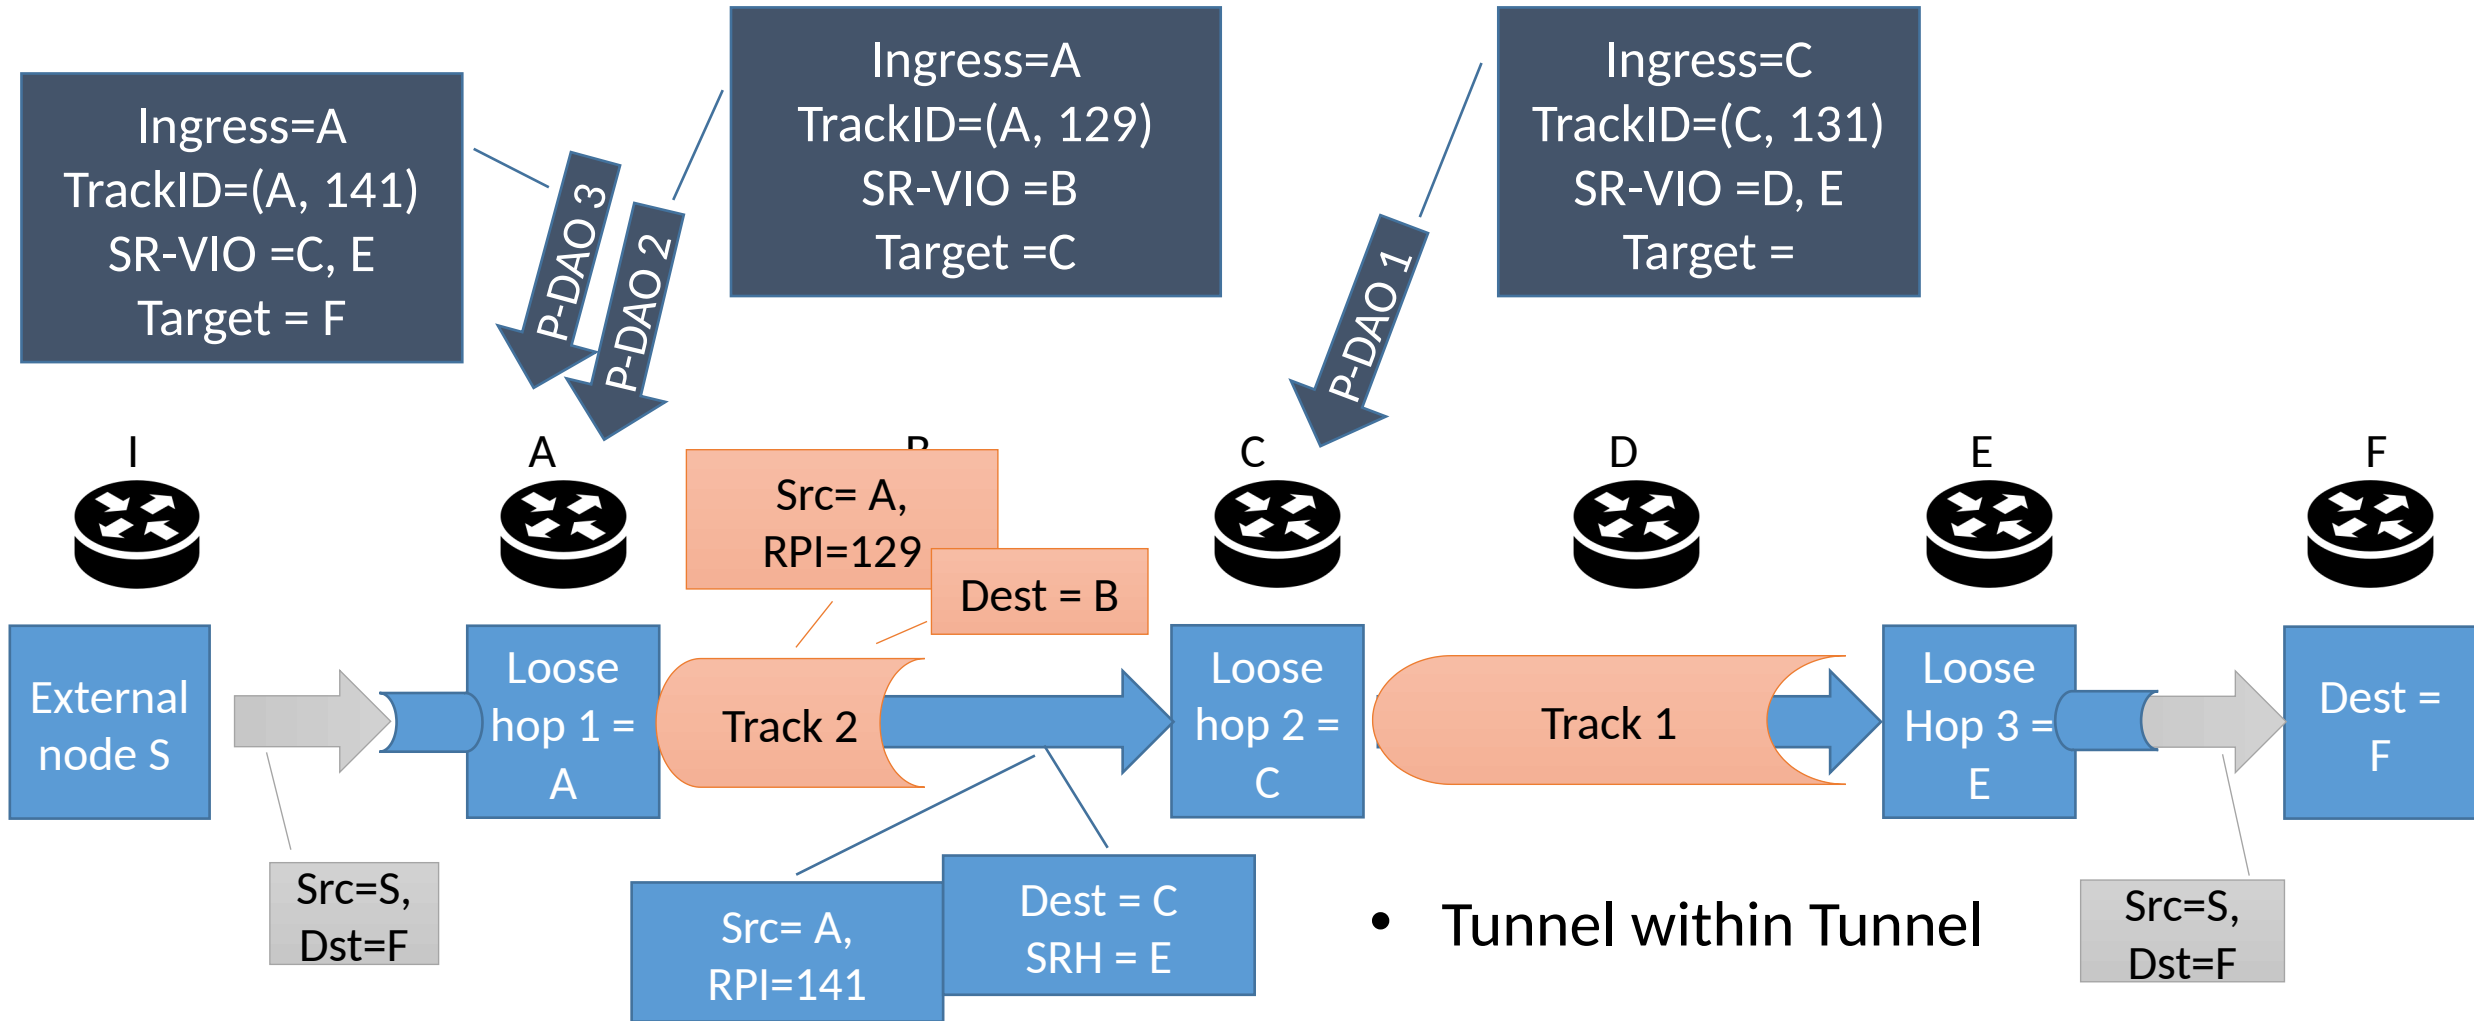 Ingress=A
TrackID=(A, 141)
SR-VIO =C, E
Target = F
Ingress=A
TrackID=(A, 129)
SR-VIO =B
Target =C
Ingress=C
TrackID=(C, 131)
SR-VIO =D, E
Target =
P-DAO 3
P-DAO 2
P-DAO 1
I
A
B
C
D
E
F
Src= A,
RPI=129
Dest = B
External
node S
Loose
hop 1 =
A
Track 2
Loose
hop 2 =
C
Track 1
Loose
Hop 3 =
E
Dest =
F
Src=S,
Dst=F
Src= A,
RPI=141
Dest = C
SRH = E
• Tunnel within Tunnel
Src=S,
Dst=F